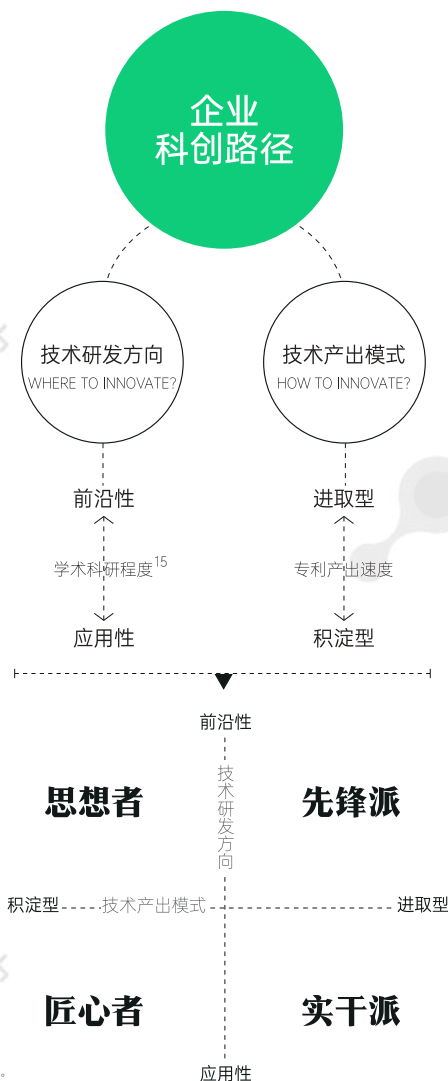 企业
科创路径
技术研发方向
WHERE TO INNOVATE?
技术产出模式
HOW TO INNOVATE?
前沿性
进取型
学术科研程度15
专利产出速度
应用性
积淀型
前沿性
思想者
技术研发方向
先锋派
积淀型
技术产出模式
进取型
匠心者
实干派
应用性
。